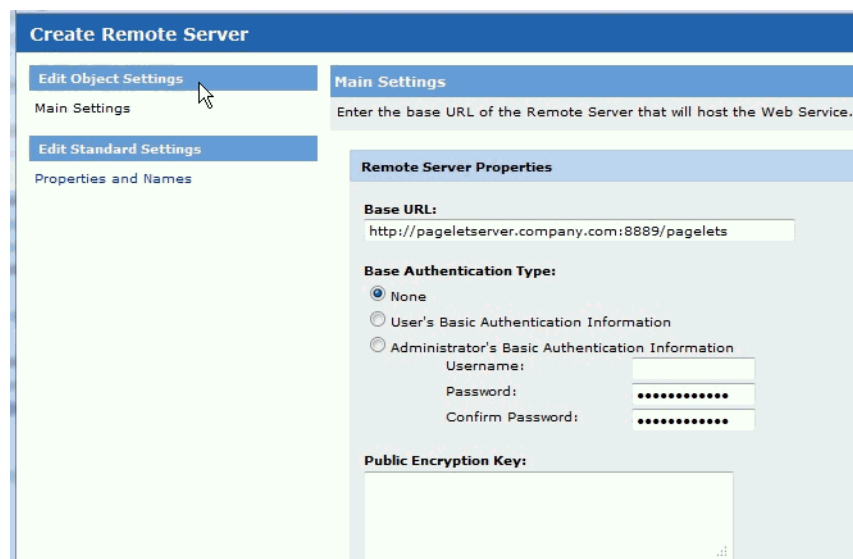 Create Remote Server
Edit Object Settings
Main Settings
Edit Standard Settings
Properties and Names
Main Settings
Enter the base URL of the Remote Server that will host the Web Service.
Remote Server Properties
Base URL:
http://pageletserver.company.com:8889/pagelets
Base Authentication Type:
None
User's Basic Authentication Information
Administrator's Basic Authentication Information
Username:
Password:
••••••••••••
Confirm Password:
••••••••••••
Public Encryption Key: